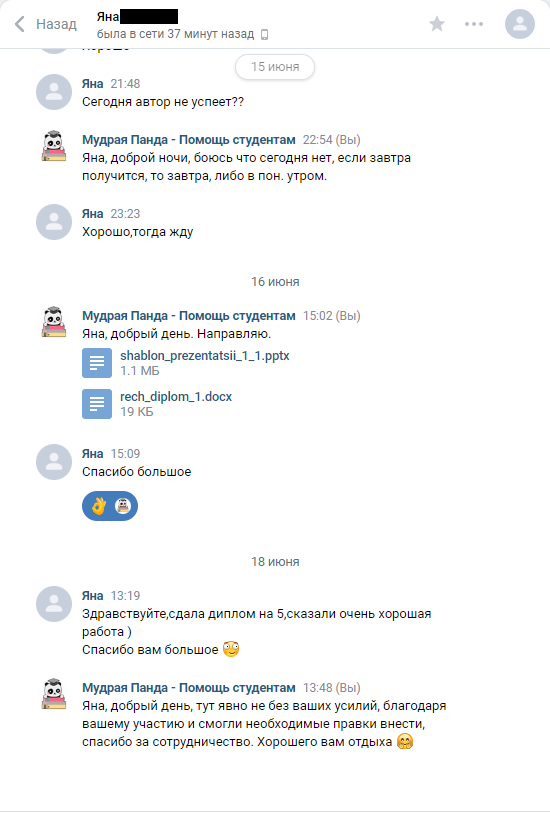 Назад
Яна
была в сети 37 минут назад
15 июня
Яна 21:48
Сегодня автор не успеет??
Мудрая Панда - Помощь студентам 22:54 (Вы)
Яна, доброй ночи, боюсь что сегодня нет, если завтра
получится, то завтра, либо в пон. утром.
Яна 23:23
Хорошо,тогда жду
16 июня
Мудрая Панда - Помощь студентам 15:02 (Вы)
Яна, добрый день. Направляю.
shablon_prezentatsii_1_1.pptx
1.1 МБ
rech_diplom_1.docx
19 КБ
Яна 15:09
Спасибо большое
18 июня
Яна 13:19
Здравствуйте,сдала диплом на 5,сказали очень хорошая
работа )
Спасибо вам большое
Мудрая Панда - Помощь студентам 13:48 (Вы)
Яна, добрый день, тут явно не без ваших усилий, благодаря
вашему участию и смогли необходимые правки внести,
спасибо за сотрудничество. Хорошего вам отдыха